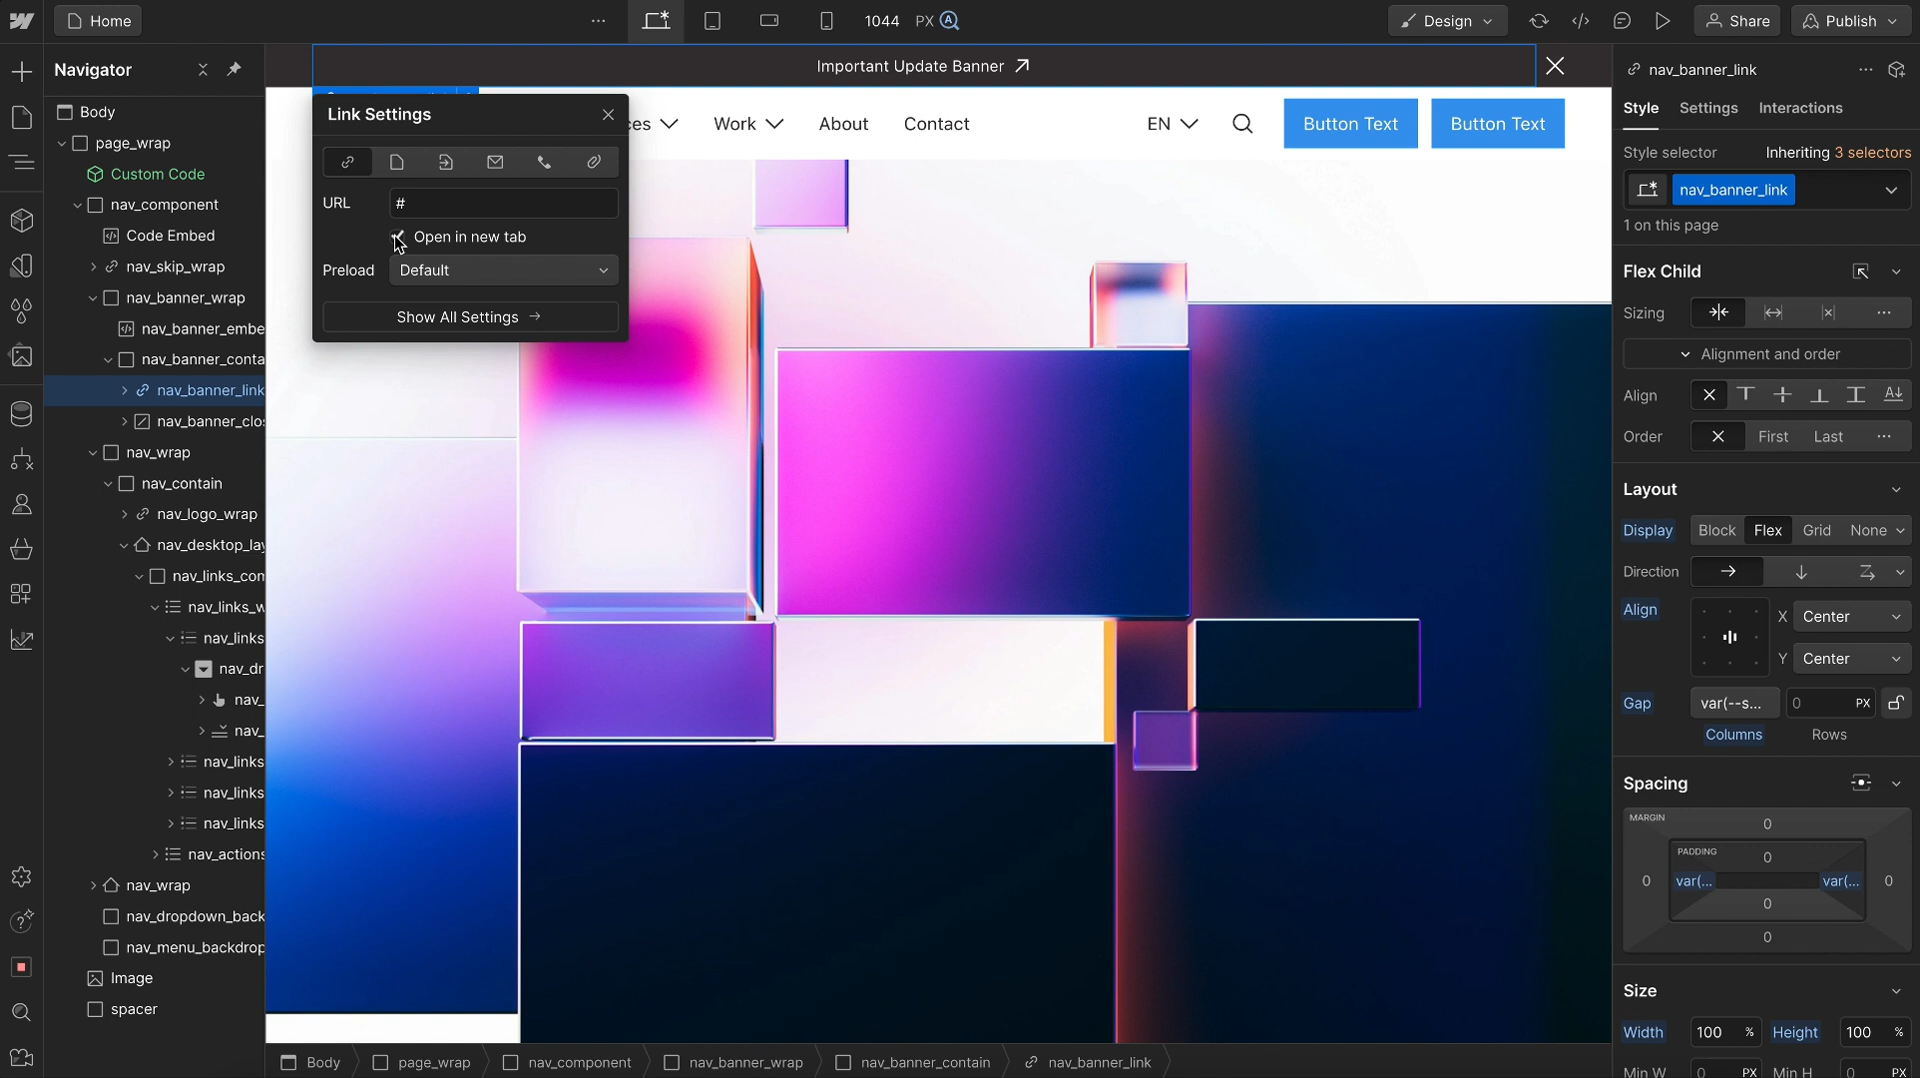 Home
1044 PX
Design
Share
Publish
Navigator
Body
page_wrap
Custom Code
nav_component
Code Embed
nav_skip_wrap
nav_banner_wrap
nav_banner_embe
nav_banner_conta
nav_banner_link
nav_banner_clo
nav_wrap
nav_contain
nav_logo_wrap
nav_desktop_lay
nav_links_com
nav_links_w
nav_links
nav_dr
nav_
nav_
nav_links
nav_links
nav_links
nav_actions
nav_wrap
nav_dropdown_back
nav_menu_backdrop
Image
spacer
Important Update Banner
ces Work About Contact EN Button Text Button Text
Link Settings
URL #
Open in new tab
Preload Default
Show All Settings
Body page_wrap nav_component nav_banner_wrap nav_banner_contain nav_banner_link
nav_banner_link
Style Settings Interactions
Style selector Inheriting 3 selectors
nav_banner_link
1 on this page
Flex Child
Sizing
Alignment and order
Align
Order First Last
Layout
Display Block Flex Grid None
Direction
Align X Center
Y Center
Gap var(--s... 0 PX
Columns Rows
Spacing
MARGIN 0
PADDING 0
0 var(... var(... 0
0
0
Size
Width 100 % Height 100 %
Min W 0 PX Min H 0 PX